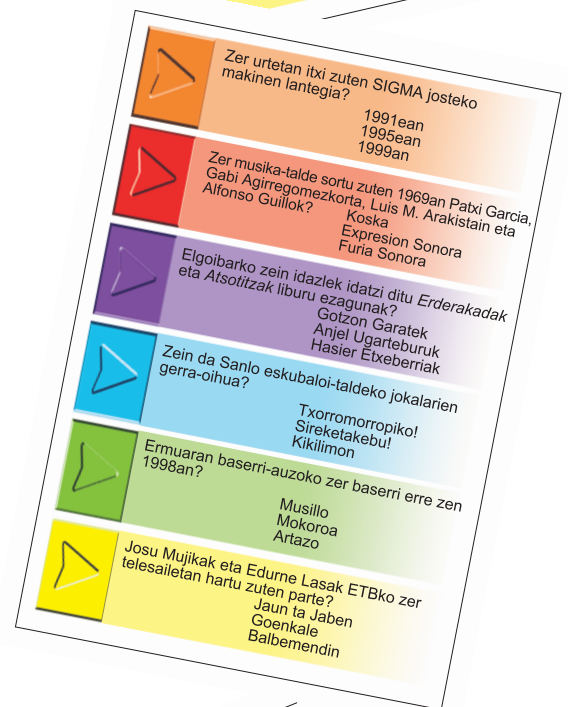 Zer urtetan itxi zuten SIGMA josteko
makinen lantegia?
1991ean
1995ean
1999an
Zer musika-talde sortu zuten 1969an Patxi Garcia,
Gabi Agirregomezkorta, Luis M. Arakistain eta
Alfonso Guillok?
Koska
Expresion Sonora
Furia Sonora
Elgoibarko zein idazlek idatzi ditu Erderakadak
eta Atsotitzak liburu ezagunak?
Gotzon Garatek
Anjel Ugarteburuk
Hasier Etxeberriak
Zein da Sanlo eskubaloi-taldeko jokalarien
gerra-oihua?
Txorromorropiko!
Sireketakebu!
Kikilimon
Ermuaran baserri-auzoko zer baserri erre zen
1998an?
Musillo
Mokoroa
Artazo
Josu Mujikak eta Edurne Lasak ETBko zer
telesailetan hartu zuten parte?
Jaun ta Jaben
Goenkale
Balbemendin